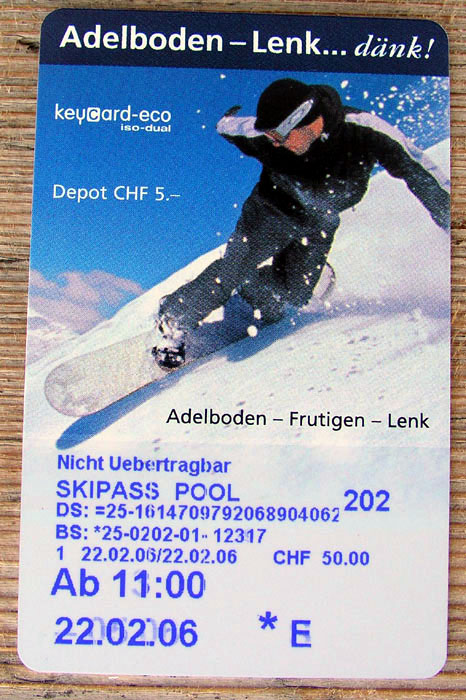 Adelboden – Lenk... dänk!
keycard-eco
iso-dual
Depot CHF 5.–
Adelboden – Frutigen – Lenk
Nicht Uebertragbar
SKIPASS POOL 202
DS: =25-1614709792068904062
BS: *25-0202-01- 12317
1 22.02.06/22.02.06 CHF 50.00
Ab 11:00
22.02.06 * E